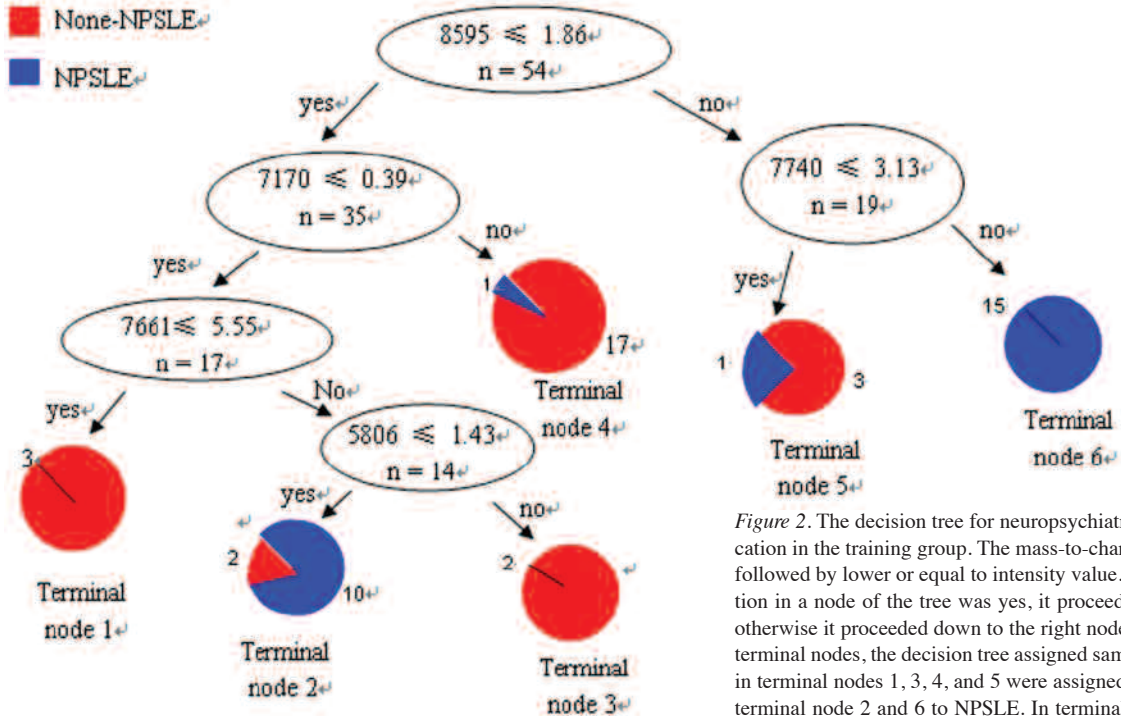 None-NPSLE↵
NPSLE↵
8595 ≤ 1.86↵
n = 54↵
yes↵
no↵
7170 ≤ 0.39↵
n = 35↵
7740 ≤ 3.13↵
n = 19↵
yes↵
no↵
yes↵
no↵
7661≤ 5.55↵
n = 17↵
1
17↵
Terminal
node 4↵
1
3
Terminal
node 5↵
15
Terminal
node 6↵
yes↵
No↵
5806 ≤ 1.43↵
n = 14↵
3
Terminal
node 1↵
yes↵
no↵
↵
2
10↵
Terminal
node 2↵
2
↵
Terminal
node 3↵
Figure 2. The decision tree for neuropsychiatri
cation in the training group. The mass-to-char
followed by lower or equal to intensity value.
tion in a node of the tree was yes, it proceed
otherwise it proceeded down to the right node
terminal nodes, the decision tree assigned sam
in terminal nodes 1, 3, 4, and 5 were assigned
terminal node 2 and 6 to NPSLE. In terminal